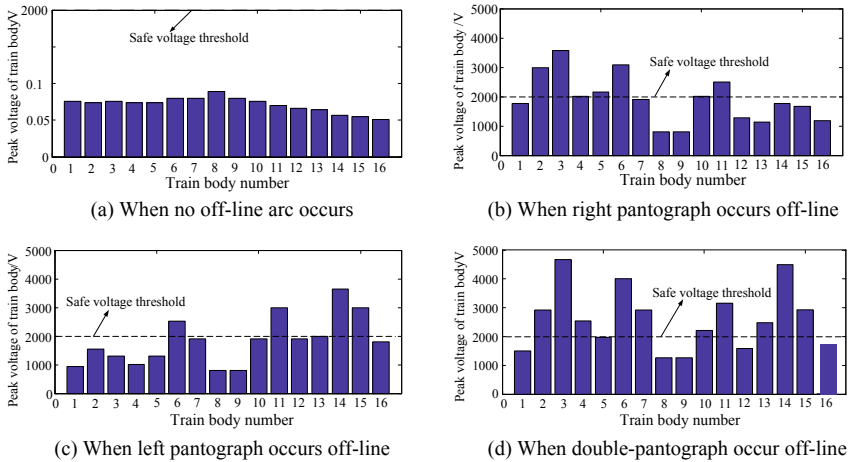 2000
Safe voltage threshold
0.1
0.05
0
Peak voltage of train body/V
0 1 2 3 4 5 6 7 8 9 10 11 12 13 14 15 16
Train body number
(a) When no off-line arc occurs
5000
4000
3000
2000
1000
0
Safe voltage threshold
Peak voltage of train body /V
0 1 2 3 4 5 6 7 8 9 10 11 12 13 14 15 16
Train body number
(b) When right pantograph occurs off-line
5000
4000
3000
2000
1000
0
Safe voltage threshold
Peak voltage of train body/V
0 1 2 3 4 5 6 7 8 9 10 11 12 13 14 15 16
Train body number
(c) When left pantograph occurs off-line
5000
4000
3000
2000
1000
0
Safe voltage threshold
Peak voltage of train body/V
0 1 2 3 4 5 6 7 8 9 10 11 12 13 14 15 16
Train body number
(d) When double-pantograph occur off-line